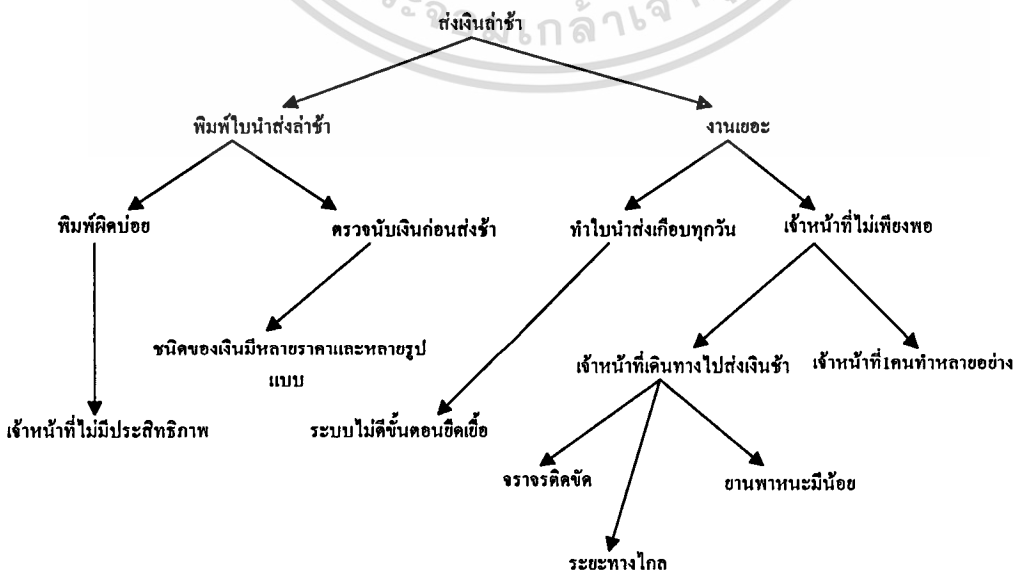 ส่งเงินล่าช้า
พิมพ์ใบนำส่งล่าช้า
งานเยอะ
พิมพ์ผิดบ่อย
ตรวจนับเงินก่อนส่งช้า
ทำใบนำส่งเกือบทุกวัน
เจ้าหน้าที่ไม่เพียงพอ
ชนิดของเงินมีหลายราคาและหลายรูป
แบบ
เจ้าหน้าที่เดินทางไปส่งเงินช้า
เจ้าหน้าที่1คนทำหลายอย่าง
เจ้าหน้าที่ไม่มีประสิทธิภาพ
ระบบไม่ดีขั้นตอนยืดเยื้อ
จราจรติดขัด
ยานพาหนะมีน้อย
ระยะทางไกล